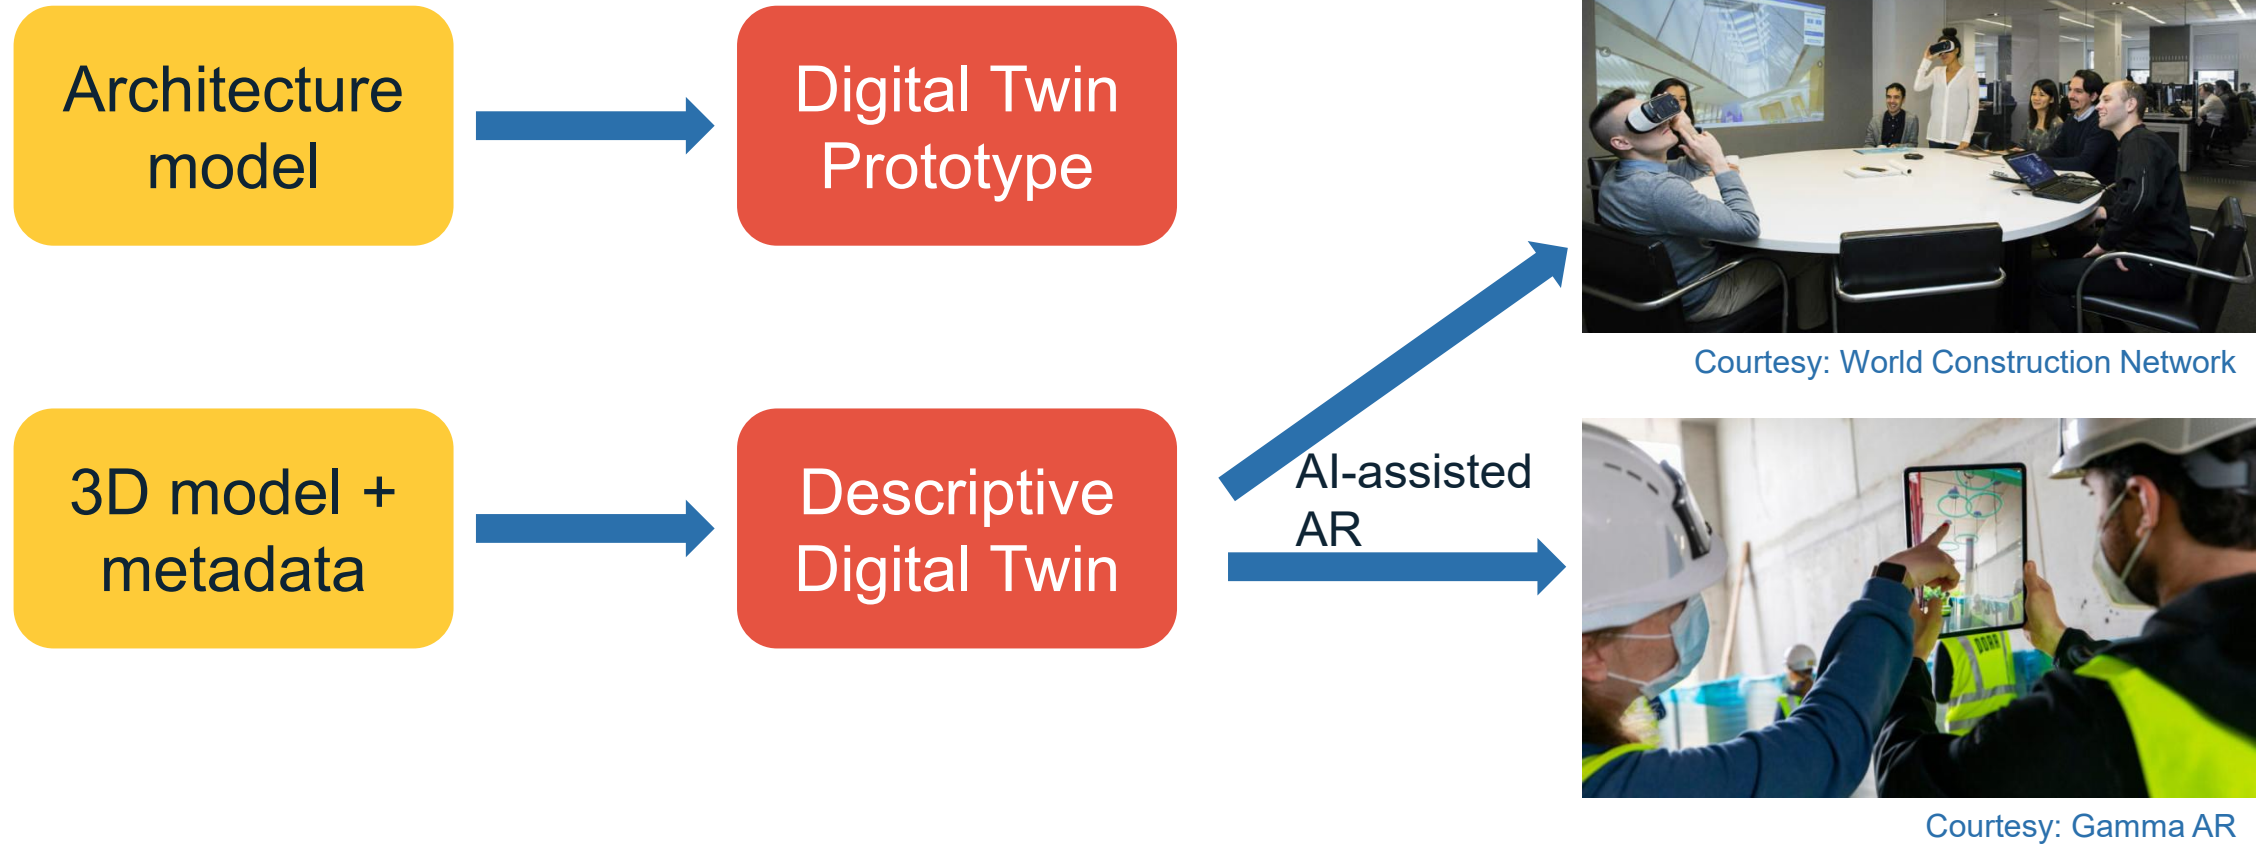 Architecture
model
Digital Twin
Prototype
Courtesy: World Construction Network
3D model +
metadata
Descriptive
Digital Twin
AI-assisted
AR
Courtesy: Gamma AR